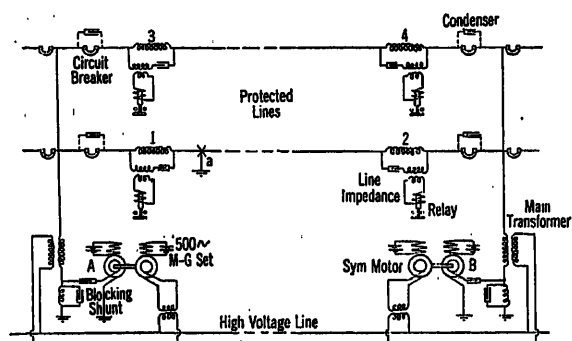 3
4
Condenser
Circuit
Breaker
Protected
Lines
1
a
2
Line
Impedance
Relay
Main
Transformer
500~
M-G Set
A
Sym Motor
B
Blocking
Shunt
High Voltage Line